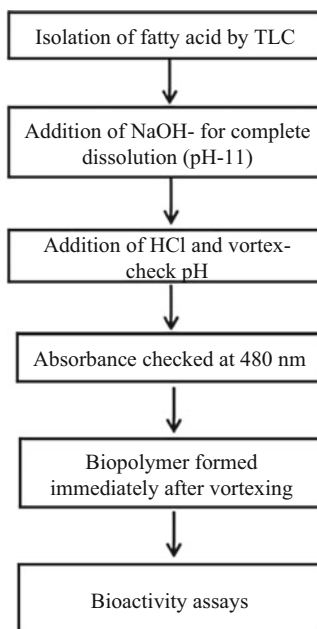 Isolation of fatty acid by TLC
Addition of NaOH- for complete
dissolution (pH-11)
Addition of HCl and vortex-
check pH
Absorbance checked at 480 nm
Biopolymer formed
immediately after vortexing
Bioactivity assays